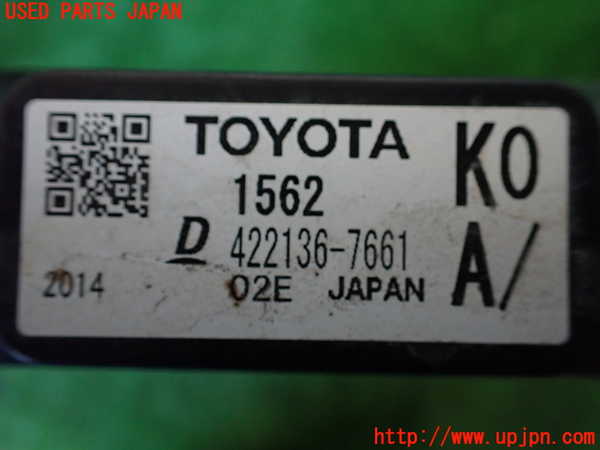 USED PARTS JAPAN
TOYOTA
K0
1562
D 422136-7661
A/
2014
02E JAPAN
http://www.upjpn.com/